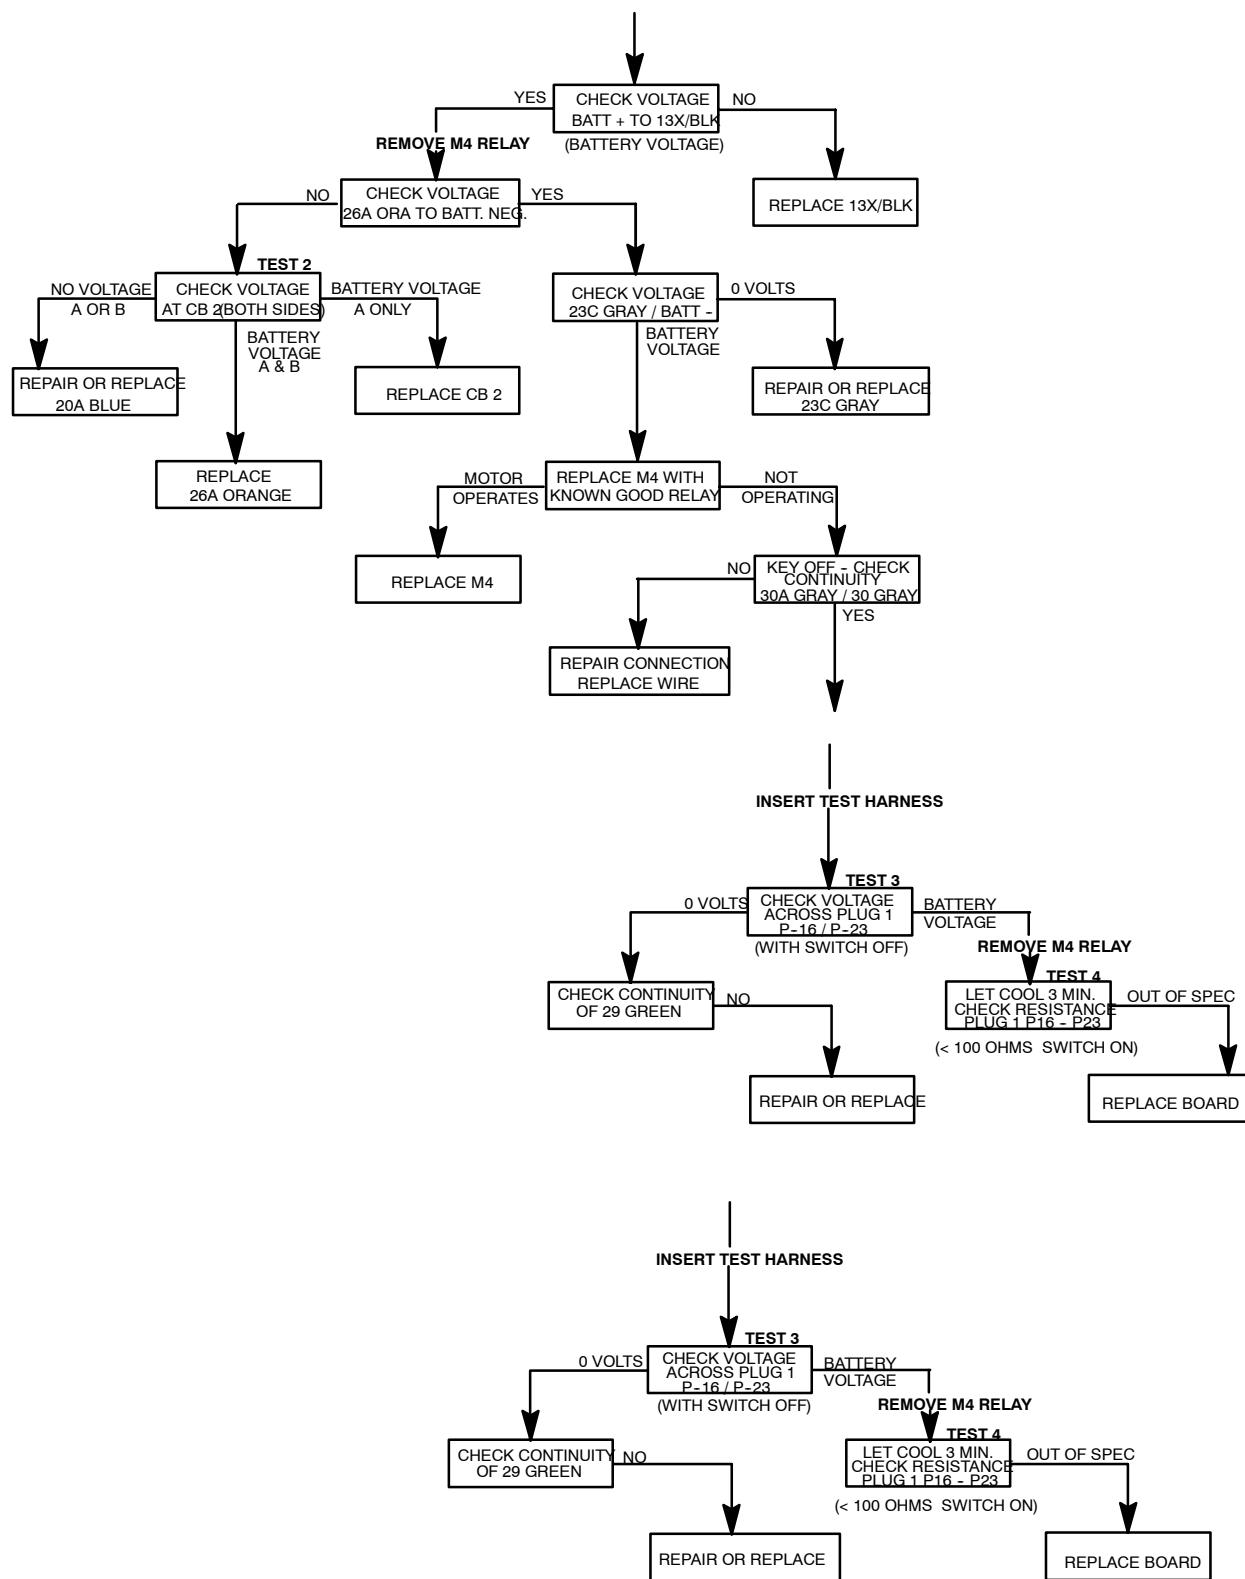 YES
CHECK VOLTAGE
BATT + TO 13X/BLK
NO
(BATTERY VOLTAGE)
REMOVE M4 RELAY
REPLACE 13X/BLK
NO
CHECK VOLTAGE
26A ORA TO BATT. NEG.
YES
TEST 2
NO VOLTAGE
A OR B
CHECK VOLTAGE
AT CB 2(BOTH SIDES)
BATTERY VOLTAGE
A ONLY
BATTERY
VOLTAGE
A & B
CHECK VOLTAGE
23C GRAY / BATT -
0 VOLTS
BATTERY
VOLTAGE
REPAIR OR REPLACE
20A BLUE
REPLACE CB 2
REPAIR OR REPLACE
23C GRAY
REPLACE
26A ORANGE
MOTOR
OPERATES
REPLACE M4 WITH
KNOWN GOOD RELAY
NOT
OPERATING
REPLACE M4
NO
KEY OFF - CHECK
CONTINUITY
30A GRAY / 30 GRAY
YES
REPAIR CONNECTION
REPLACE WIRE
INSERT TEST HARNESS
TEST 3
0 VOLTS
CHECK VOLTAGE
ACROSS PLUG 1
P-16 / P-23
BATTERY
VOLTAGE
(WITH SWITCH OFF)
REMOVE M4 RELAY
TEST 4
CHECK CONTINUITY
OF 29 GREEN
NO
LET COOL 3 MIN.
CHECK RESISTANCE
PLUG 1 P16 - P23
OUT OF SPEC
(< 100 OHMS SWITCH ON)
REPAIR OR REPLACE
REPLACE BOARD
INSERT TEST HARNESS
TEST 3
0 VOLTS
CHECK VOLTAGE
ACROSS PLUG 1
P-16 / P-23
BATTERY
VOLTAGE
(WITH SWITCH OFF)
REMOVE M4 RELAY
TEST 4
CHECK CONTINUITY
OF 29 GREEN
NO
LET COOL 3 MIN.
CHECK RESISTANCE
PLUG 1 P16 - P23
OUT OF SPEC
(< 100 OHMS SWITCH ON)
REPAIR OR REPLACE
REPLACE BOARD